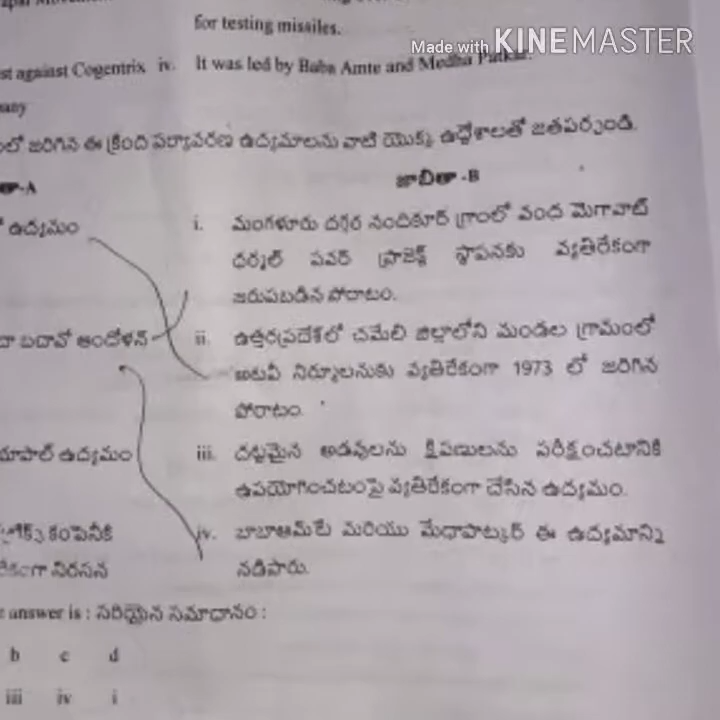 for testing missiles.
Made with KINEMASTER
st against Cogentrix iv. It was led by Baba Amte and Medha Patkar.
లో జరిగిన ఈ క్రింది పర్యావరణ ఉద్యమాలను వాటి యొక్క ఉద్దేశాలతో జతపర్చండి.
-A జాబితా -B
ఉద్యమం i. మంగళూరు దగ్గర నందికూర్ గ్రాంలో వంద మెగావాట్
థర్మల్ పవర్ ప్రాజెక్ట్ స్థాపనకు వ్యతిరేకంగా
జరుపబడిన పోరాటం.
దా బచావో ఆందోళన్ ii. ఉత్తరప్రదేశ్‌లో చమేలి జిల్లాలోని మండల గ్రామంలో
అటవీ నిర్మూలనుకు వ్యతిరేకంగా 1973 లో జరిగిన
పోరాటం.
యాపాల్ ఉద్యమం iii. దట్టమైన అడవులను క్షిపణులను పరీక్షించటానికి
ఉపయోగించటంపై వ్యతిరేకంగా చేసిన ఉద్యమం.
కంపెనీకి iv. బాబాఆమ్టే మరియు మేధాపాట్కర్ ఈ ఉద్యమాన్ని
రేకంగా నిరసన నడిపారు.
answer is : సరియైన సమాధానం :
b c d
iii iv i